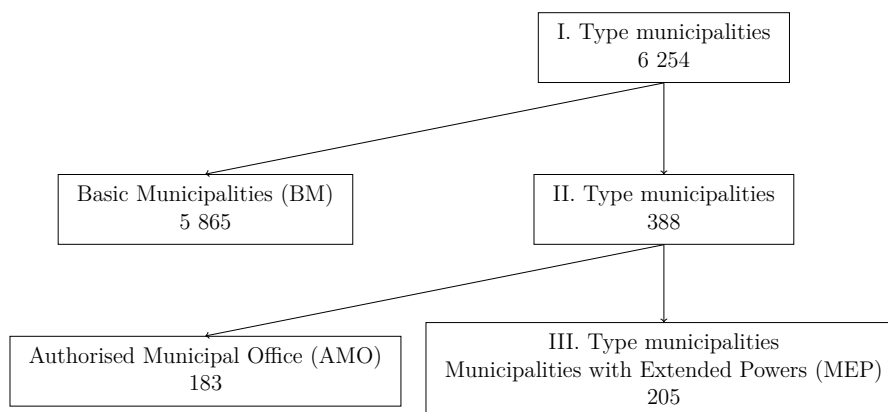 I. Type municipalities
6 254
Basic Municipalities (BM)
5 865
II. Type municipalities
388
Authorised Municipal Office (AMO)
183
III. Type municipalities
Municipalities with Extended Powers (MEP)
205